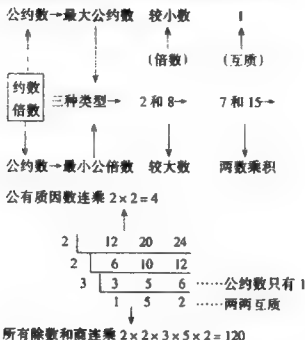 公约数→最大公约数 较小数 1
(倍数) (互质)
约数
倍数
三种类型→ 2和8→ 7和15→
公约数→最小公倍数 较大数 两数乘积
公有质因数连乘 2×2=4
2 12 20 24
2 6 10 12
3 3 5 6 ……公约数只有1
1 5 2 ……两两互质
所有除数和商连乘 2×2×3×5×2=120